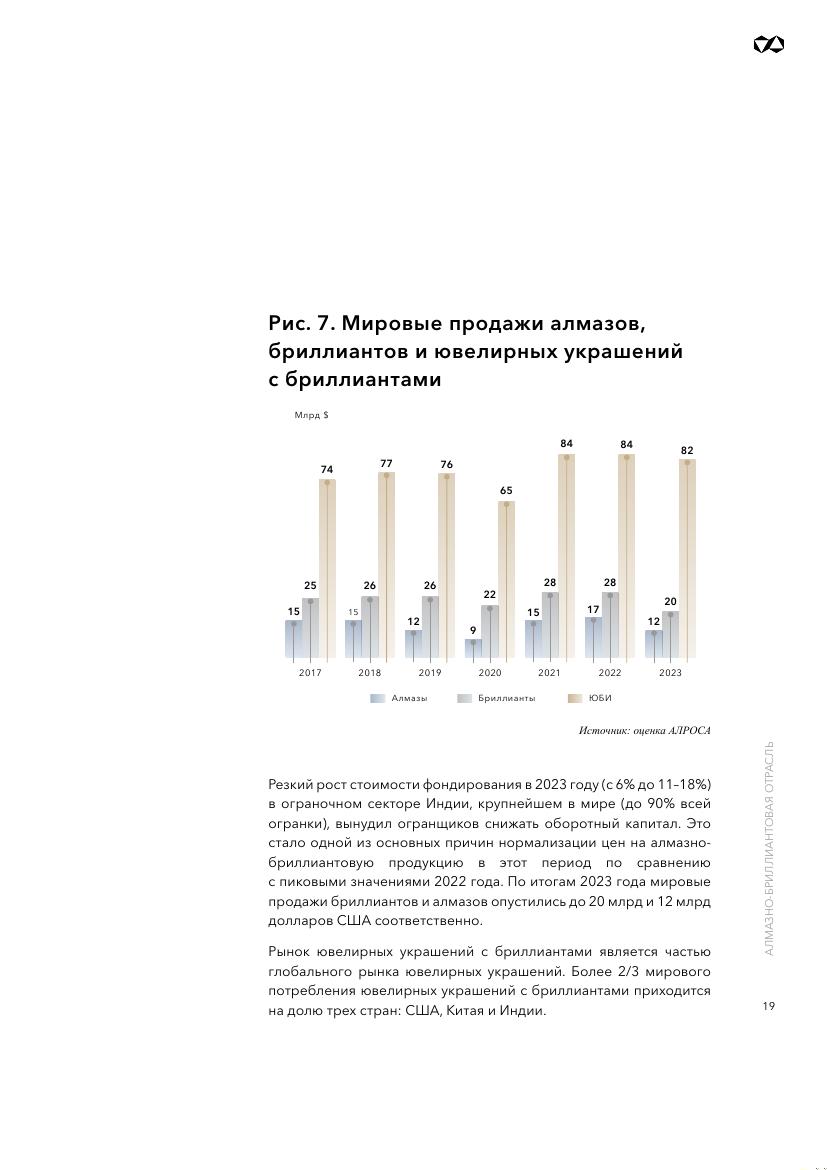 Рис. 7. Мировые продажи алмазов,
бриллиантов и ювелирных украшений
с бриллиантами
Млрд $
74
77
76
65
84
84
82
25
26
26
22
28
28
20
15
15
12
9
15
17
12
2017
2018
2019
2020
2021
2022
2023
Алмазы
Бриллианты
ЮБИ
Источник: оценка АЛРОСА
Резкий рост стоимости фондирования в 2023 году (с 6% до 11–18%)
в ограночном секторе Индии, крупнейшем в мире (до 90% всей
огранки), вынудил огранщиков снижать оборотный капитал. Это
стало одной из основных причин нормализации цен на алмазно-
бриллиантовую продукцию в этот период по сравнению
с пиковыми значениями 2022 года. По итогам 2023 года мировые
продажи бриллиантов и алмазов опустились до 20 млрд и 12 млрд
долларов США соответственно.
Рынок ювелирных украшений с бриллиантами является частью
глобального рынка ювелирных украшений. Более 2/3 мирового
потребления ювелирных украшений с бриллиантами приходится
на долю трех стран: США, Китая и Индии.
АЛМАЗНО-БРИЛЛИАНТОВАЯ ОТРАСЛЬ
19